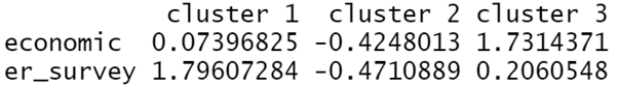 cluster 1 cluster 2 cluster 3
economic 0.07396825 -0.4248013 1.7314371
er_survey 1.79607284 -0.4710889 0.2060548